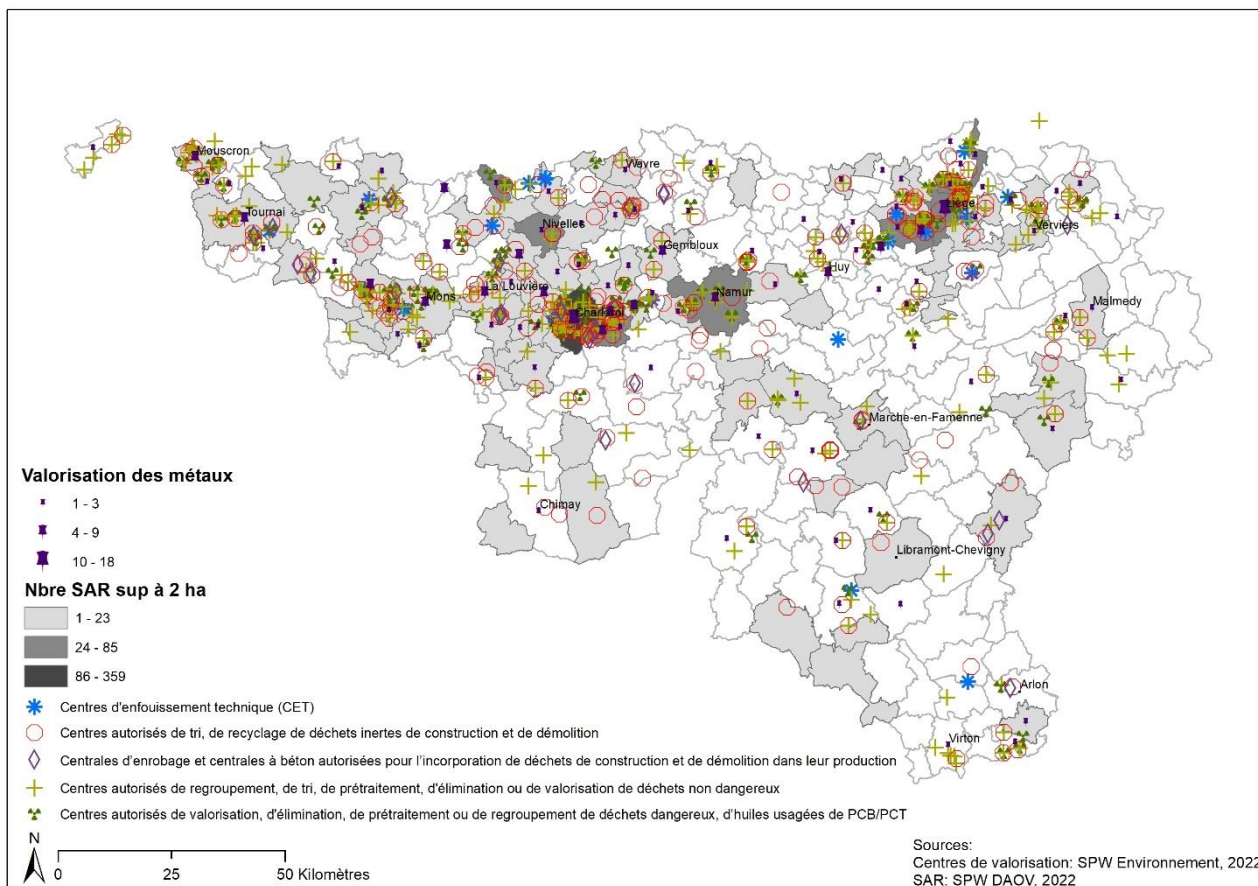 Mouscron
Wavre
Tournai
Liège
Nivelles
Verviers
Gembloux
Huy
La Louvière
Mons
Namur
Charleroi
Malmedy
Marche-en-Famenne
Chimay
Libramont-Chevigny
Arlon
Virton
Valorisation des métaux
1 - 3
4 - 9
10 - 18
Nbre SAR sup à 2 ha
1 - 23
24 - 85
86 - 359
Centres d'enfouissement technique (CET)
Centres autorisés de tri, de recyclage de déchets inertes de construction et de démolition
Centrales d'enrobage et centrales à béton autorisées pour l'incorporation de déchets de construction et de démolition dans leur production
Centres autorisés de regroupement, de tri, de prétraitement, d'élimination ou de valorisation de déchets non dangereux
Centres autorisés de valorisation, d'élimination, de prétraitement ou de regroupement de déchets dangereux, d'huiles usagées de PCB/PCT
N
0 25 50 Kilomètres
Sources:
Centres de valorisation: SPW Environnement, 2022
SAR: SPW DAOV, 2022